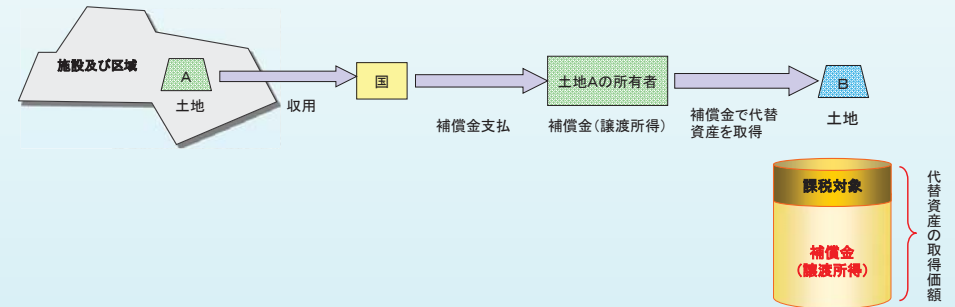 施設及び区域
A
土地
収用
国
補償金支払
土地Aの所有者
補償金(譲渡所得)
補償金で代替
資産を取得
B
土地
課税対象
補償金
(譲渡所得)
代替資産の取得価額